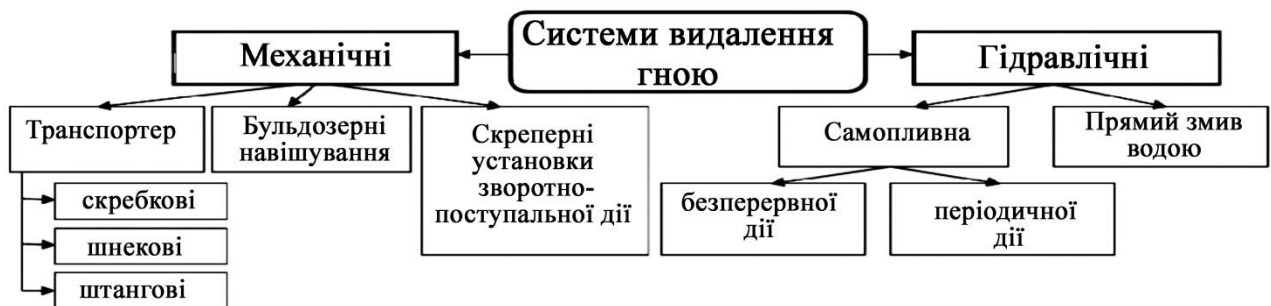 Системи видалення
гною
Механічні
Гідравлічні
Транспортер
Бульдозерні
навішування
Скреперні
установки
зворотно-
поступальної дії
Самопливна
Прямий змив
водою
скребкові
шнекові
штангові
безперервної
дії
періодичної
дії